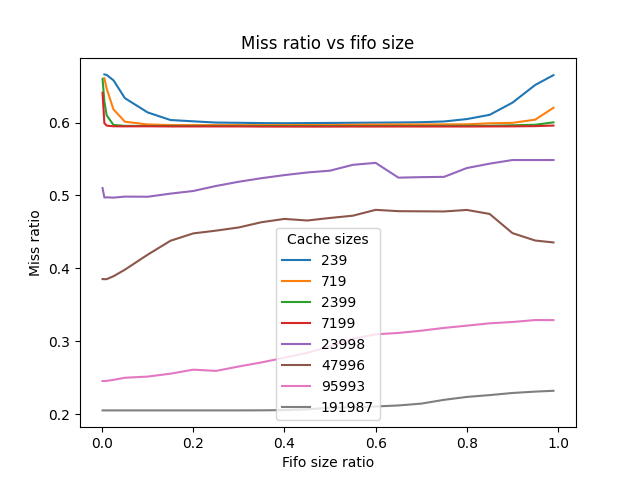 Miss ratio vs fifo size
Miss ratio
0.6
0.5
0.4
0.3
0.2
Cache sizes
239
719
2399
7199
23998
47996
95993
191987
0.0 0.2 0.4 0.6 0.8 1.0
Fifo size ratio